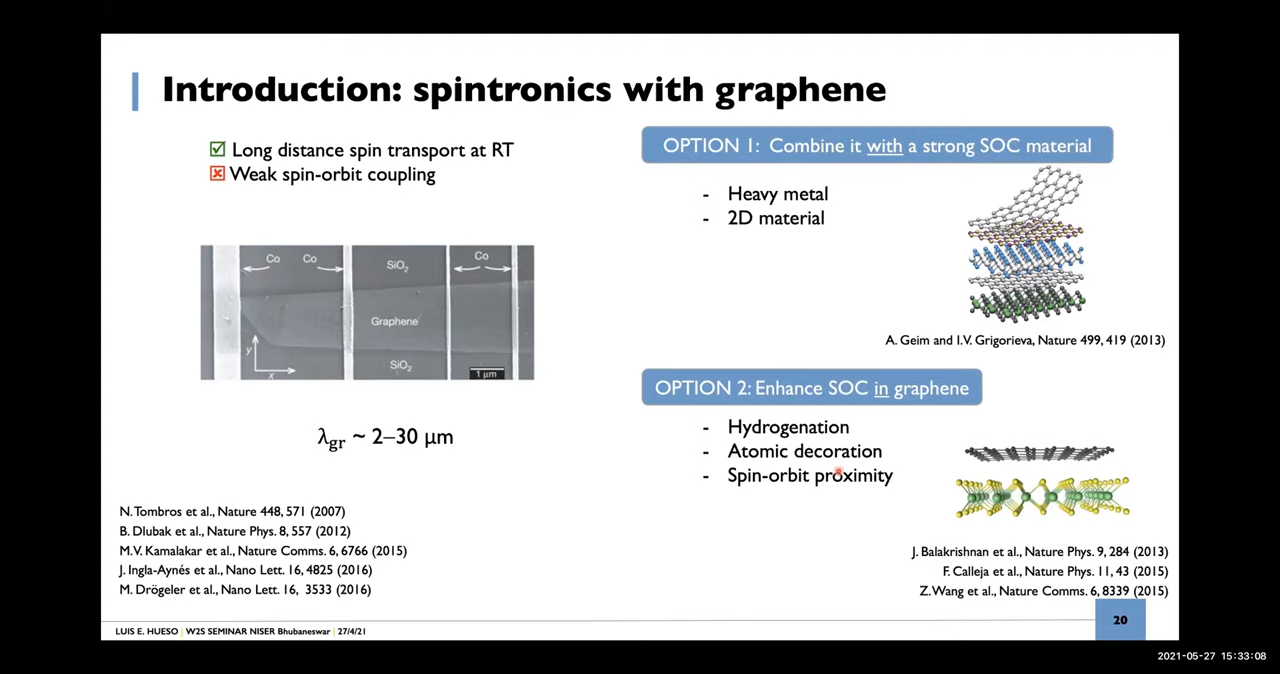 Introduction: spintronics with graphene
Long distance spin transport at RT
Weak spin-orbit coupling
Co
Co
SiO₂
Co
Graphene
y
x
SiO₂
1 μm
λgr ~ 2–30 μm
N. Tombros et al., Nature 448, 571 (2007)
B. Dlubak et al., Nature Phys. 8, 557 (2012)
M.V. Kamalakar et al., Nature Comms. 6, 6766 (2015)
J. Ingla-Aynés et al., Nano Lett. 16, 4825 (2016)
M. Drögeler et al., Nano Lett. 16, 3533 (2016)
OPTION 1: Combine it with a strong SOC material
- Heavy metal
- 2D material
A. Geim and I.V. Grigorieva, Nature 499, 419 (2013)
OPTION 2: Enhance SOC in graphene
- Hydrogenation
- Atomic decoration
- Spin-orbit proximity
J. Balakrishnan et al., Nature Phys. 9, 284 (2013)
F. Calleja et al., Nature Phys. 11, 43 (2015)
Z. Wang et al., Nature Comms. 6, 8339 (2015)
LUIS E. HUESO | W2S SEMINAR NISER Bhubaneswar | 27/4/21
20
2021-05-27 15:33:08